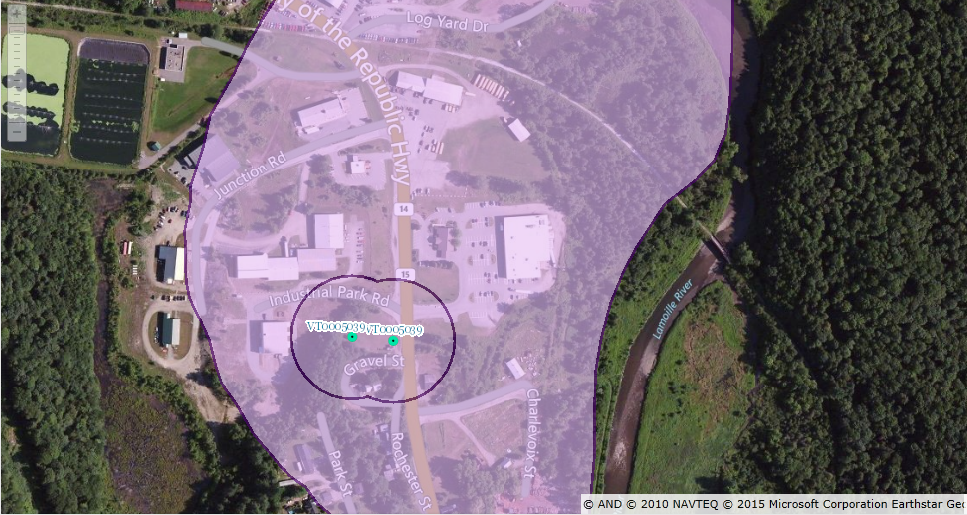 Log Yard Dr
y of the Republic Hwy
Junction Rd
14
15
Industrial Park Rd
VT0005039
VT0005039
Gravel St
Lamoille River
Charlevoix St
Rochester St
Park St
© AND © 2010 NAVTEQ © 2015 Microsoft Corporation Earthstar Geo